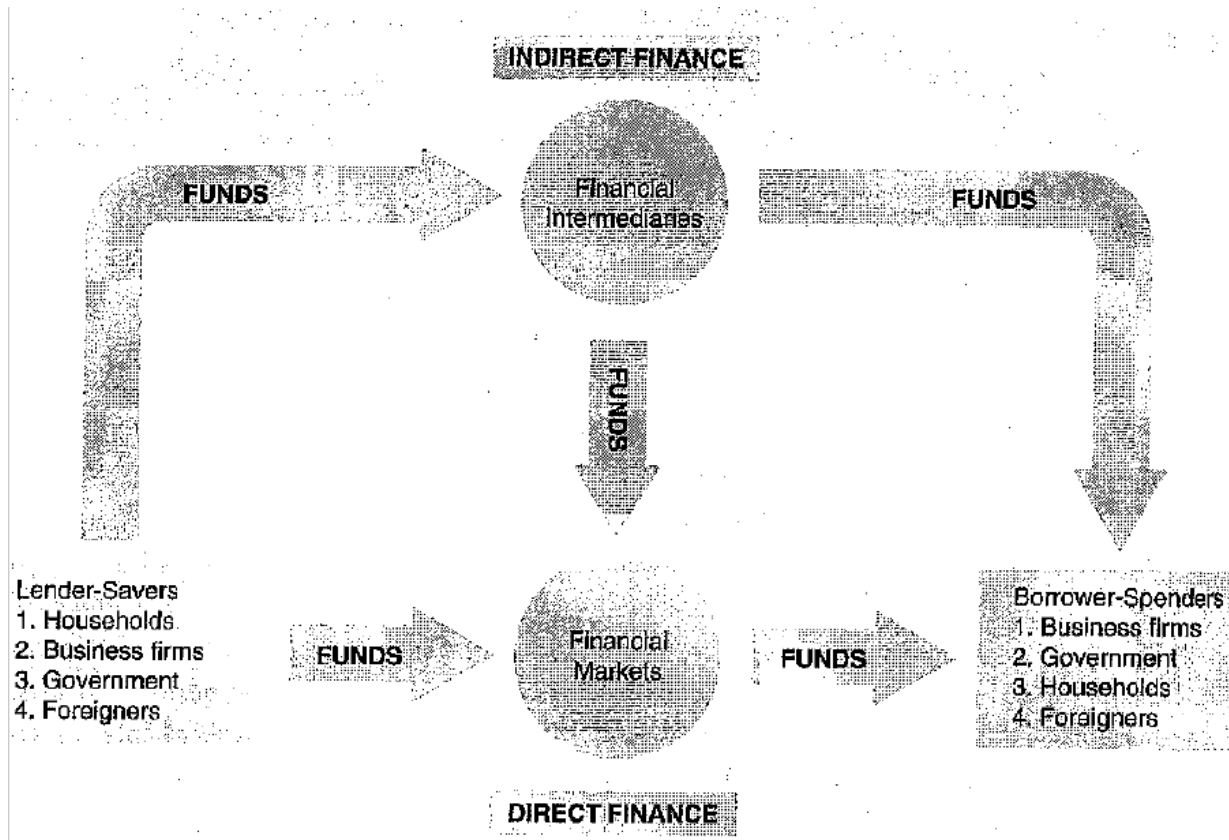 INDIRECT FINANCE
FUNDS
Financial
Intermediaries
FUNDS
FUNDS
Lender-Savers
1. Households
2. Business firms
3. Government
4. Foreigners
FUNDS
Financial
Markets
FUNDS
Borrower-Spenders
1. Business firms
2. Government
3. Households
4. Foreigners
DIRECT FINANCE